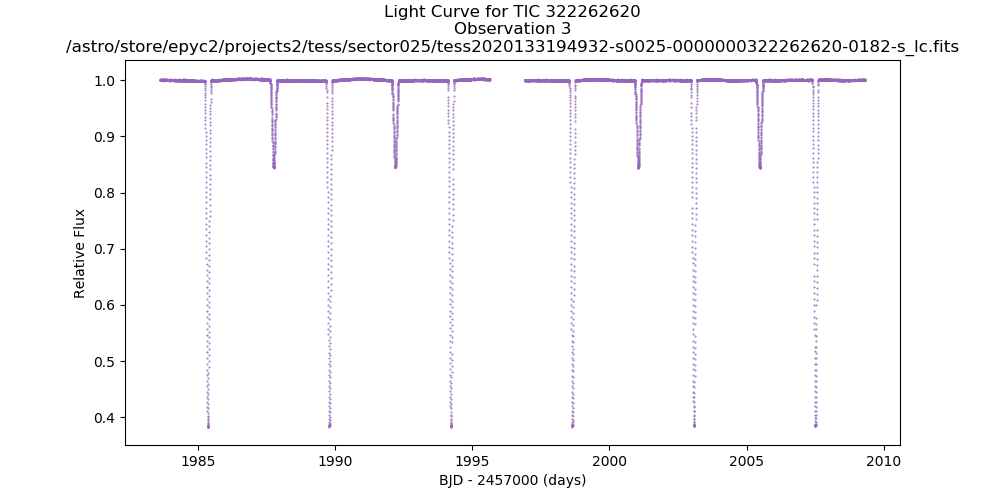 Light Curve for TIC 322262620
Observation 3
/astro/store/epyc2/projects2/tess/sector025/tess2020133194932-s0025-0000000322262620-0182-s_lc.fits
1.0
0.9
0.8
0.7
0.6
0.5
0.4
Relative Flux
1985 1990 1995 2000 2005 2010
BJD - 2457000 (days)